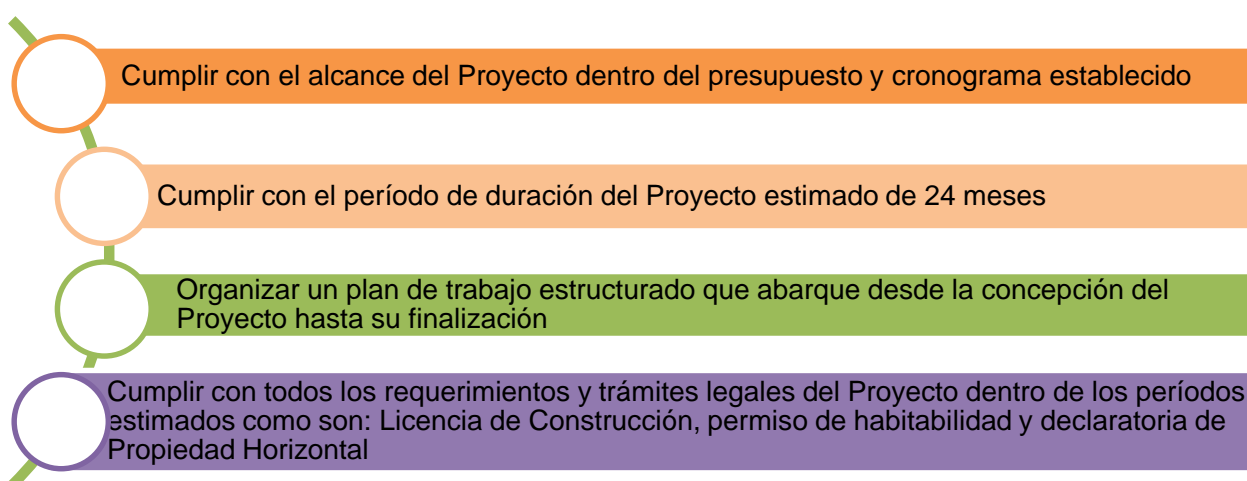 Cumplir con el alcance del Proyecto dentro del presupuesto y cronograma establecido
Cumplir con el período de duración del Proyecto estimado de 24 meses
Organizar un plan de trabajo estructurado que abarque desde la concepción del
Proyecto hasta su finalización
Cumplir con todos los requerimientos y trámites legales del Proyecto dentro de los períodos
estimados como son: Licencia de Construcción, permiso de habitabilidad y declaratoria de
Propiedad Horizontal